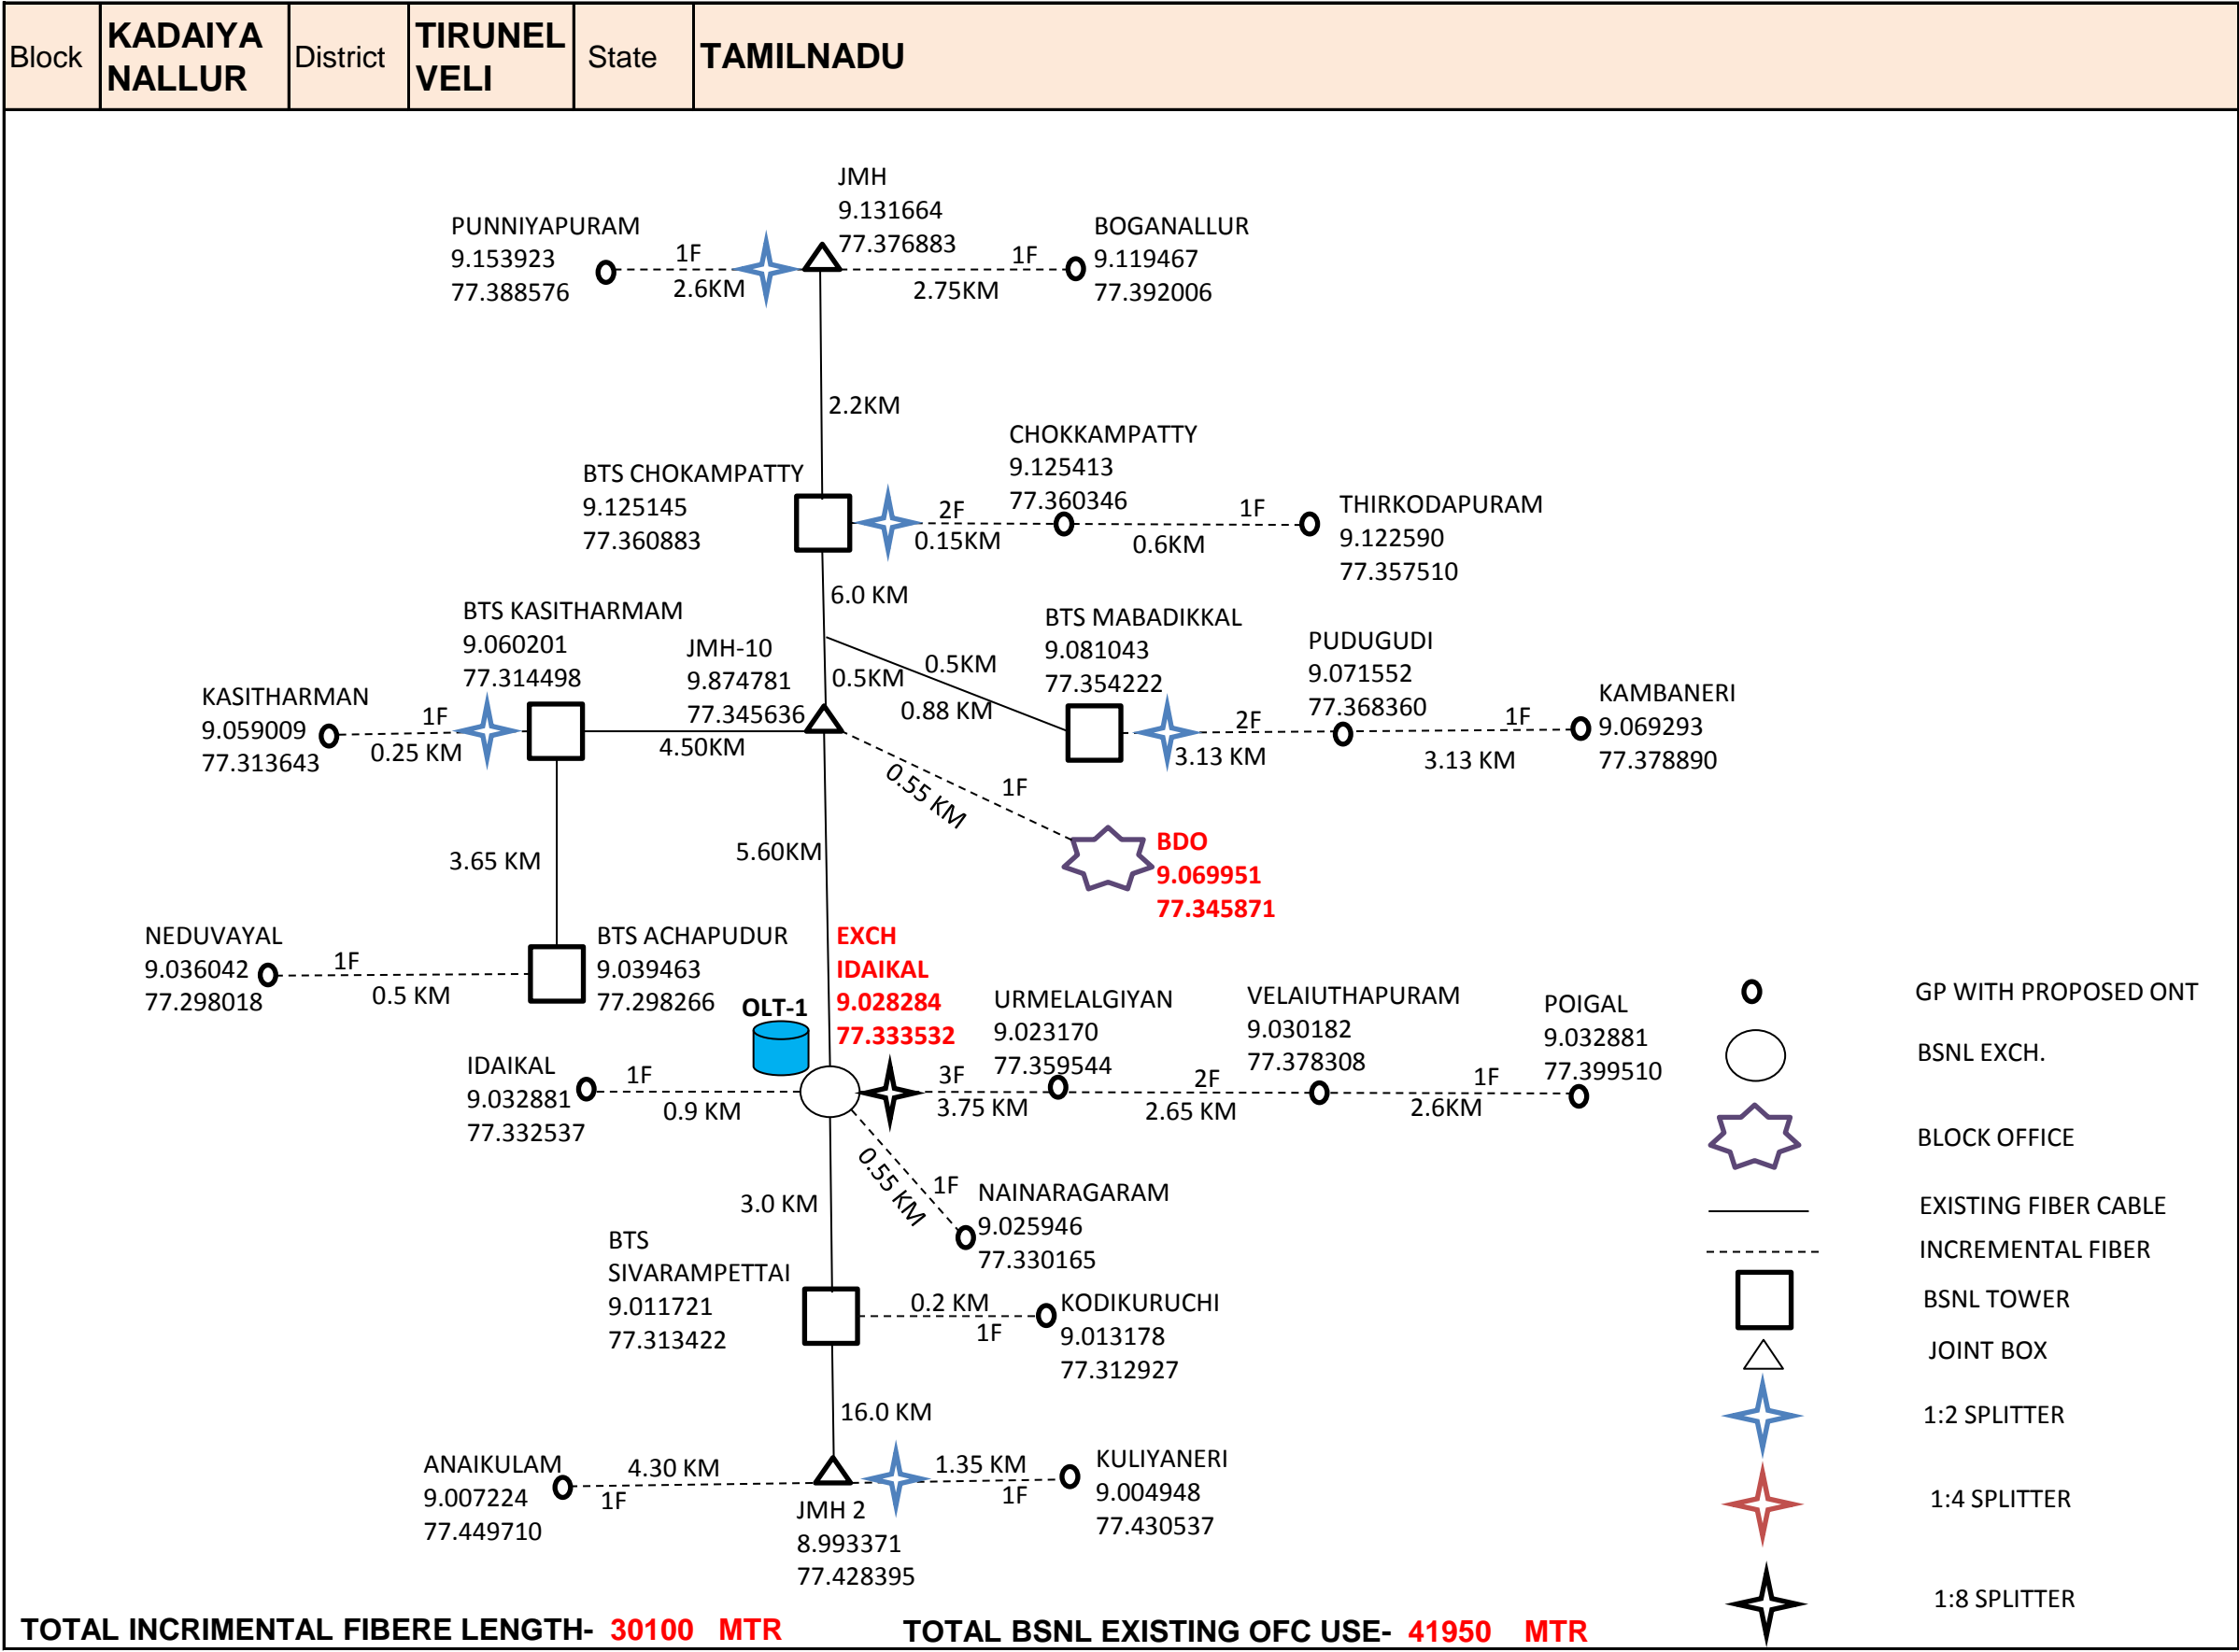 Block KADAIYA NALLUR District TIRUNEL VELI State TAMILNADU
JMH
9.131664
77.376883
PUNNIYAPURAM
9.153923
77.388576
1F
2.6KM
1F
2.75KM
BOGANALLUR
9.119467
77.392006
2.2KM
BTS CHOKAMPATTY
9.125145
77.360883
2F
0.15KM
CHOKKAMPATTY
9.125413
77.360346
1F
0.6KM
THIRKODAPURAM
9.122590
77.357510
6.0 KM
BTS KASITHARMAM
9.060201
77.314498
JMH-10
9.874781
77.345636
0.5KM
0.5KM
0.88 KM
BTS MABADIKKAL
9.081043
77.354222
2F
3.13 KM
PUDUGUDI
9.071552
77.368360
1F
3.13 KM
KAMBANERI
9.069293
77.378890
KASITHARMAN
9.059009
77.313643
1F
0.25 KM
4.50KM
0.55 KM
1F
BDO
9.069951
77.345871
3.65 KM
5.60KM
NEDUVAYAL
9.036042
77.298018
1F
0.5 KM
BTS ACHAPUDUR
9.039463
77.298266
OLT-1
EXCH
IDAIKAL
9.028284
77.333532
IDAIKAL
9.032881
77.332537
1F
0.9 KM
3F
3.75 KM
URMELALGIYAN
9.023170
77.359544
2F
2.65 KM
VELAIUTHAPURAM
9.030182
77.378308
1F
2.6KM
POIGAL
9.032881
77.399510
0.55 KM
1F
NAINARAGARAM
9.025946
77.330165
3.0 KM
BTS
SIVARAMPETTAI
9.011721
77.313422
0.2 KM
1F
KODIKURUCHI
9.013178
77.312927
16.0 KM
ANAIKULAM
9.007224
77.449710
4.30 KM
1F
JMH 2
8.993371
77.428395
1.35 KM
1F
KULIYANERI
9.004948
77.430537
GP WITH PROPOSED ONT
BSNL EXCH.
BLOCK OFFICE
EXISTING FIBER CABLE
INCREMENTAL FIBER
BSNL TOWER
JOINT BOX
1:2 SPLITTER
1:4 SPLITTER
1:8 SPLITTER
TOTAL INCRIMENTAL FIBERE LENGTH- 30100 MTR TOTAL BSNL EXISTING OFC USE- 41950 MTR